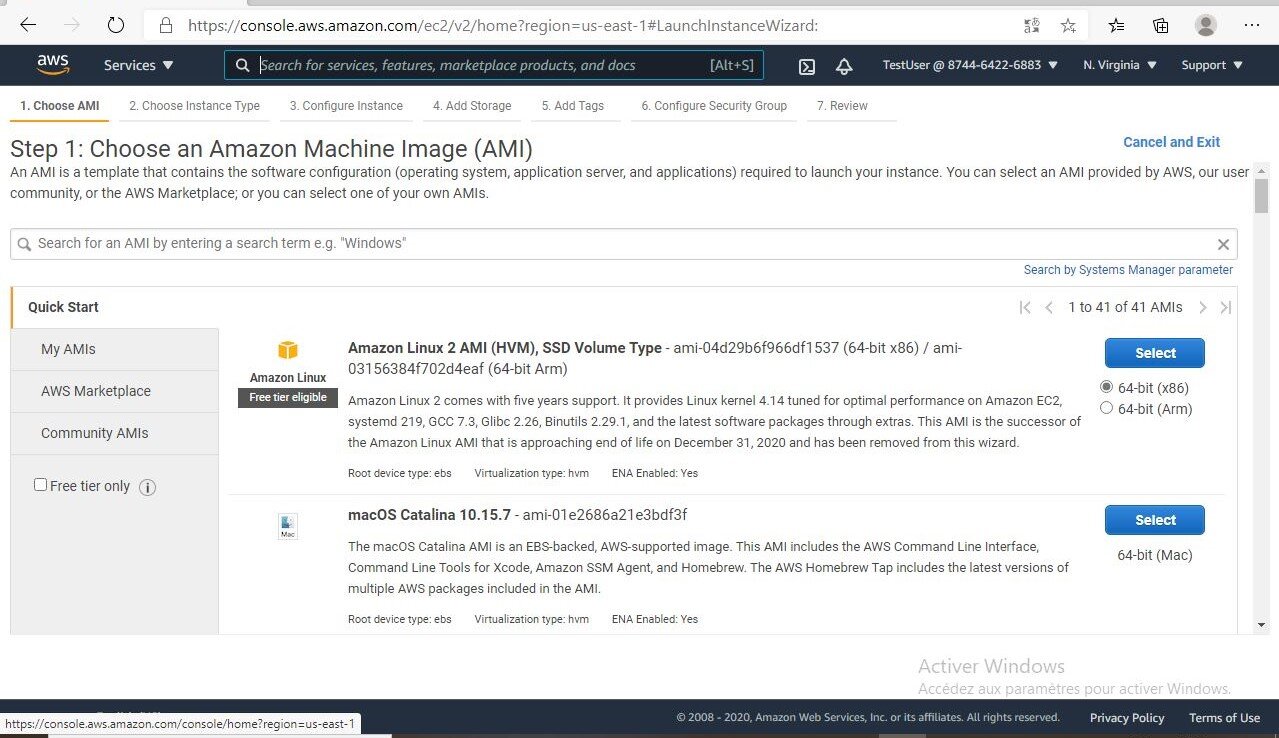 https://console.aws.amazon.com/ec2/v2/home?region=us-east-1#LaunchInstanceWizard:
aws
Services
Search for services, features, marketplace products, and docs
[Alt+S]
TestUser @ 8744-6422-6883
N. Virginia
Support
1. Choose AMI
2. Choose Instance Type
3. Configure Instance
4. Add Storage
5. Add Tags
6. Configure Security Group
7. Review
Step 1: Choose an Amazon Machine Image (AMI)
Cancel and Exit
An AMI is a template that contains the software configuration (operating system, application server, and applications) required to launch your instance. You can select an AMI provided by AWS, our user
community, or the AWS Marketplace; or you can select one of your own AMIs.
Search for an AMI by entering a search term e.g. "Windows"
Search by Systems Manager parameter
Quick Start
1 to 41 of 41 AMIs
My AMIs
AWS Marketplace
Community AMIs
Free tier only
Amazon Linux
Free tier eligible
Amazon Linux 2 AMI (HVM), SSD Volume Type - ami-04d29b6f966df1537 (64-bit x86) / ami-
03156384f702d4eaf (64-bit Arm)
Amazon Linux 2 comes with five years support. It provides Linux kernel 4.14 tuned for optimal performance on Amazon EC2,
systemd 219, GCC 7.3, Glibc 2.26, Binutils 2.29.1, and the latest software packages through extras. This AMI is the successor of
the Amazon Linux AMI that is approaching end of life on December 31, 2020 and has been removed from this wizard.
Root device type: ebs
Virtualization type: hvm
ENA Enabled: Yes
Select
64-bit (x86)
64-bit (Arm)
Mac
macOS Catalina 10.15.7 - ami-01e2686a21e3bdf3f
The macOS Catalina AMI is an EBS-backed, AWS-supported image. This AMI includes the AWS Command Line Interface,
Command Line Tools for Xcode, Amazon SSM Agent, and Homebrew. The AWS Homebrew Tap includes the latest versions of
multiple AWS packages included in the AMI.
Root device type: ebs
Virtualization type: hvm
ENA Enabled: Yes
Select
64-bit (Mac)
Activer Windows
Accédez aux paramètres pour activer Windows.
https://console.aws.amazon.com/console/home?region=us-east-1
© 2008 - 2020, Amazon Web Services, Inc. or its affiliates. All rights reserved.
Privacy Policy
Terms of Use